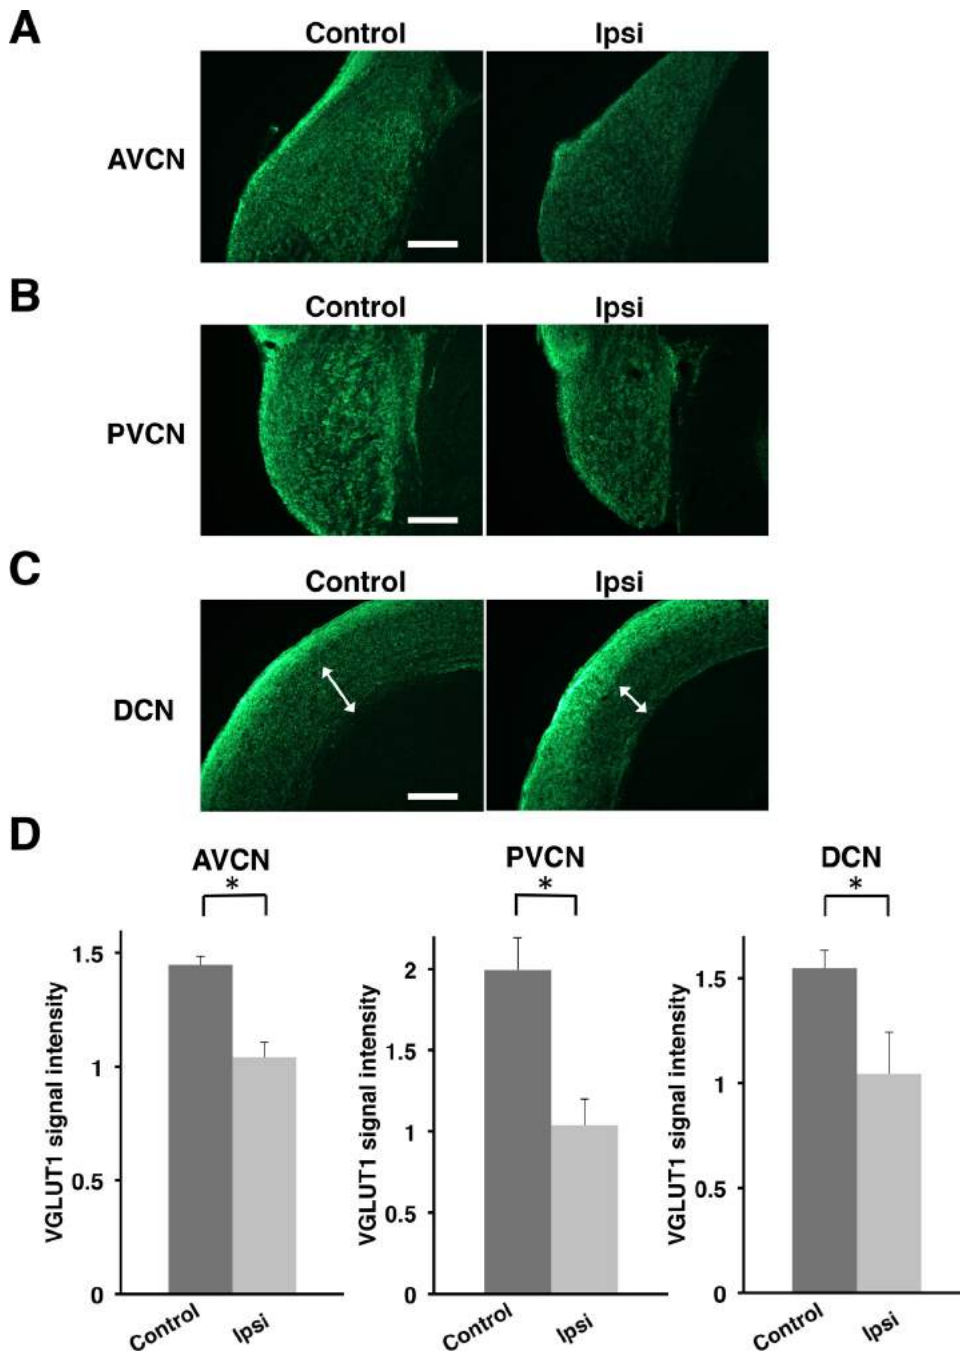 A
Control Ipsi
AVCN
B
Control Ipsi
PVCN
C
Control Ipsi
DCN
D
AVCN PVCN DCN
* * *
VGLUT1 signal intensity
1.5
1
0.5
0
Control Ipsi
VGLUT1 signal intensity
2
1.5
1
0.5
0
Control Ipsi
VGLUT1 signal intensity
1.5
1
0.5
0
Control Ipsi